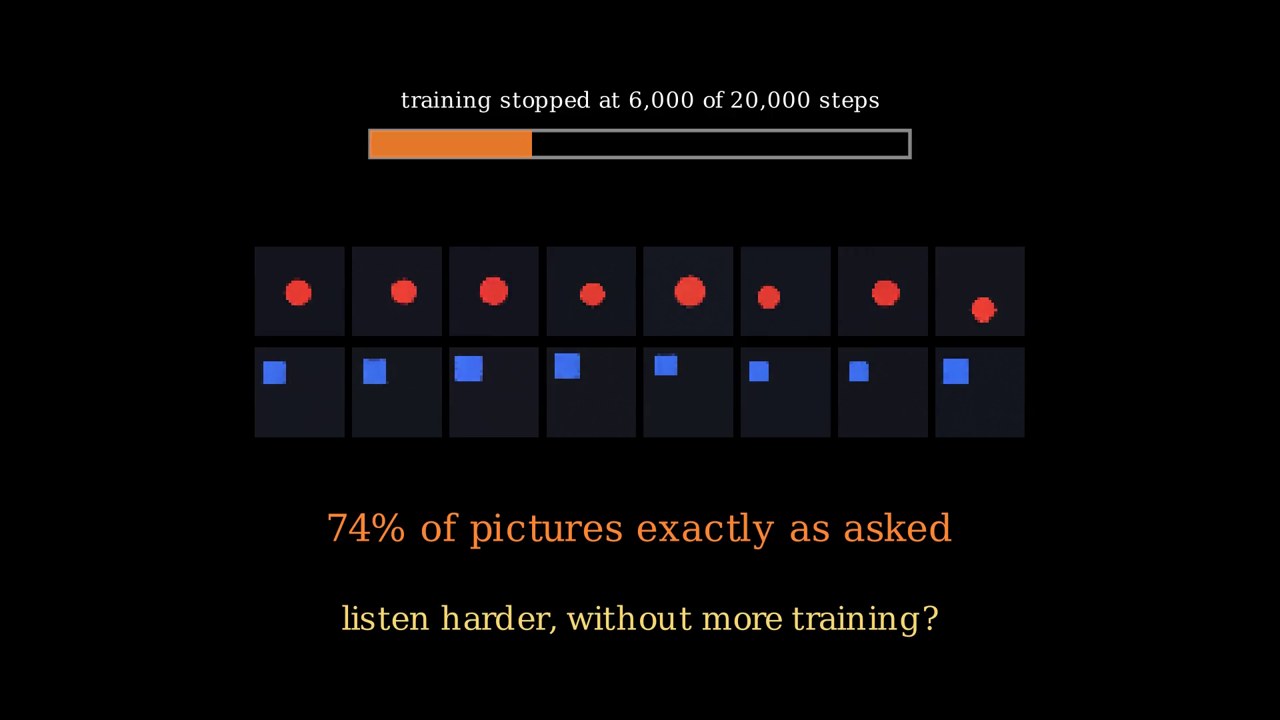 training stopped at 6,000 of 20,000 steps
74% of pictures exactly as asked
listen harder, without more training?